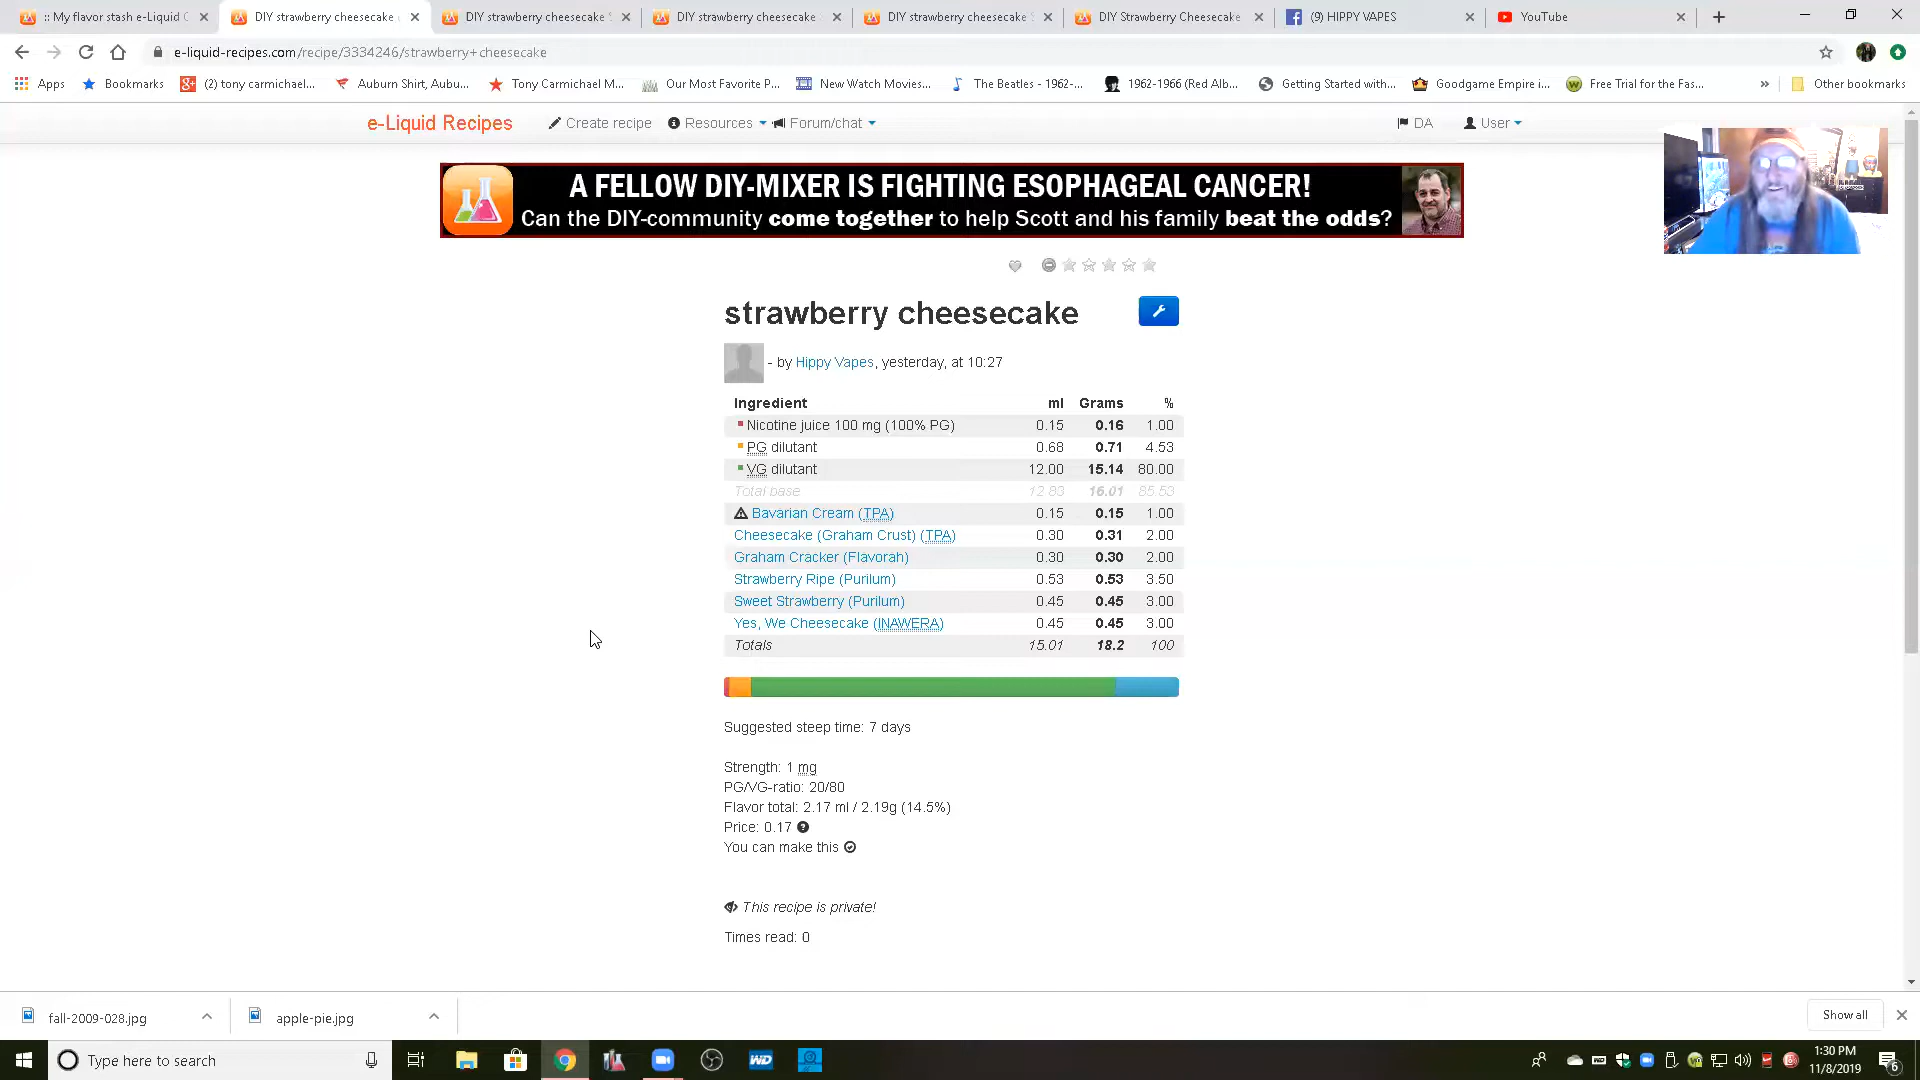 :: My flavor stash e-Liquid
DIY strawberry cheesecake
DIY strawberry cheesecake
DIY strawberry cheesecake
DIY strawberry cheesecake
DIY Strawberry Cheesecake
(9) HIPPY VAPES
YouTube
e-liquid-recipes.com/recipe/3334246/strawberry+cheesecake
Apps
Bookmarks
(2) tony carmichael...
Auburn Shirt, Aubu...
Tony Carmichael M...
Our Most Favorite P...
New Watch Movies...
The Beatles - 1962-...
1962-1966 (Red Alb...
Getting Started with...
Goodgame Empire i...
Free Trial for the Fas...
»
Other bookmarks
e-Liquid Recipes
Create recipe
Resources
Forum/chat
DA
User
A FELLOW DIY-MIXER IS FIGHTING ESOPHAGEAL CANCER!
Can the DIY-community come together to help Scott and his family beat the odds?
strawberry cheesecake
- by Hippy Vapes, yesterday, at 10:27
Ingredient ml Grams %
Nicotine juice 100 mg (100% PG) 0.15 0.16 1.00
PG dilutant 0.68 0.71 4.53
VG dilutant 12.00 15.14 80.00
Total base 12.83 16.01 85.53
Bavarian Cream (TPA) 0.15 0.15 1.00
Cheesecake (Graham Crust) (TPA) 0.30 0.31 2.00
Graham Cracker (Flavorah) 0.30 0.30 2.00
Strawberry Ripe (Purilum) 0.53 0.53 3.50
Sweet Strawberry (Purilum) 0.45 0.45 3.00
Yes, We Cheesecake (INAWERA) 0.45 0.45 3.00
Totals 15.01 18.2 100
Suggested steep time: 7 days
Strength: 1 mg
PG/VG-ratio: 20/80
Flavor total: 2.17 ml / 2.19g (14.5%)
Price: 0.17
You can make this
This recipe is private!
Times read: 0
fall-2009-028.jpg
apple-pie.jpg
Show all
Type here to search
WD
1:30 PM
11/8/2019
6